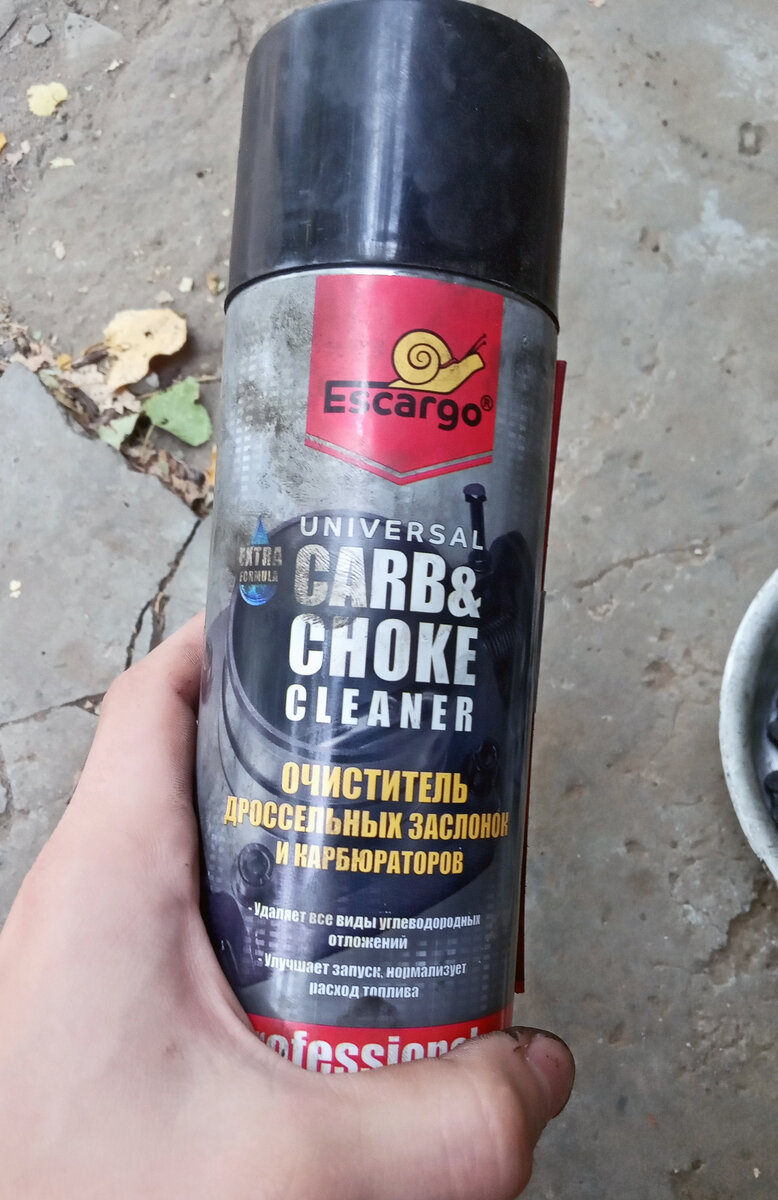 Escargo®
UNIVERSAL
EXTRA
FORMULA
CARB&
CHOKE
CLEANER
ОЧИСТИТЕЛЬ
ДРОССЕЛЬНЫХ ЗАСЛОНОК
И КАРБЮРАТОРОВ
- Удаляет все виды углеводородных
отложений
- Улучшает запуск, нормализует
расход топлива
Professional